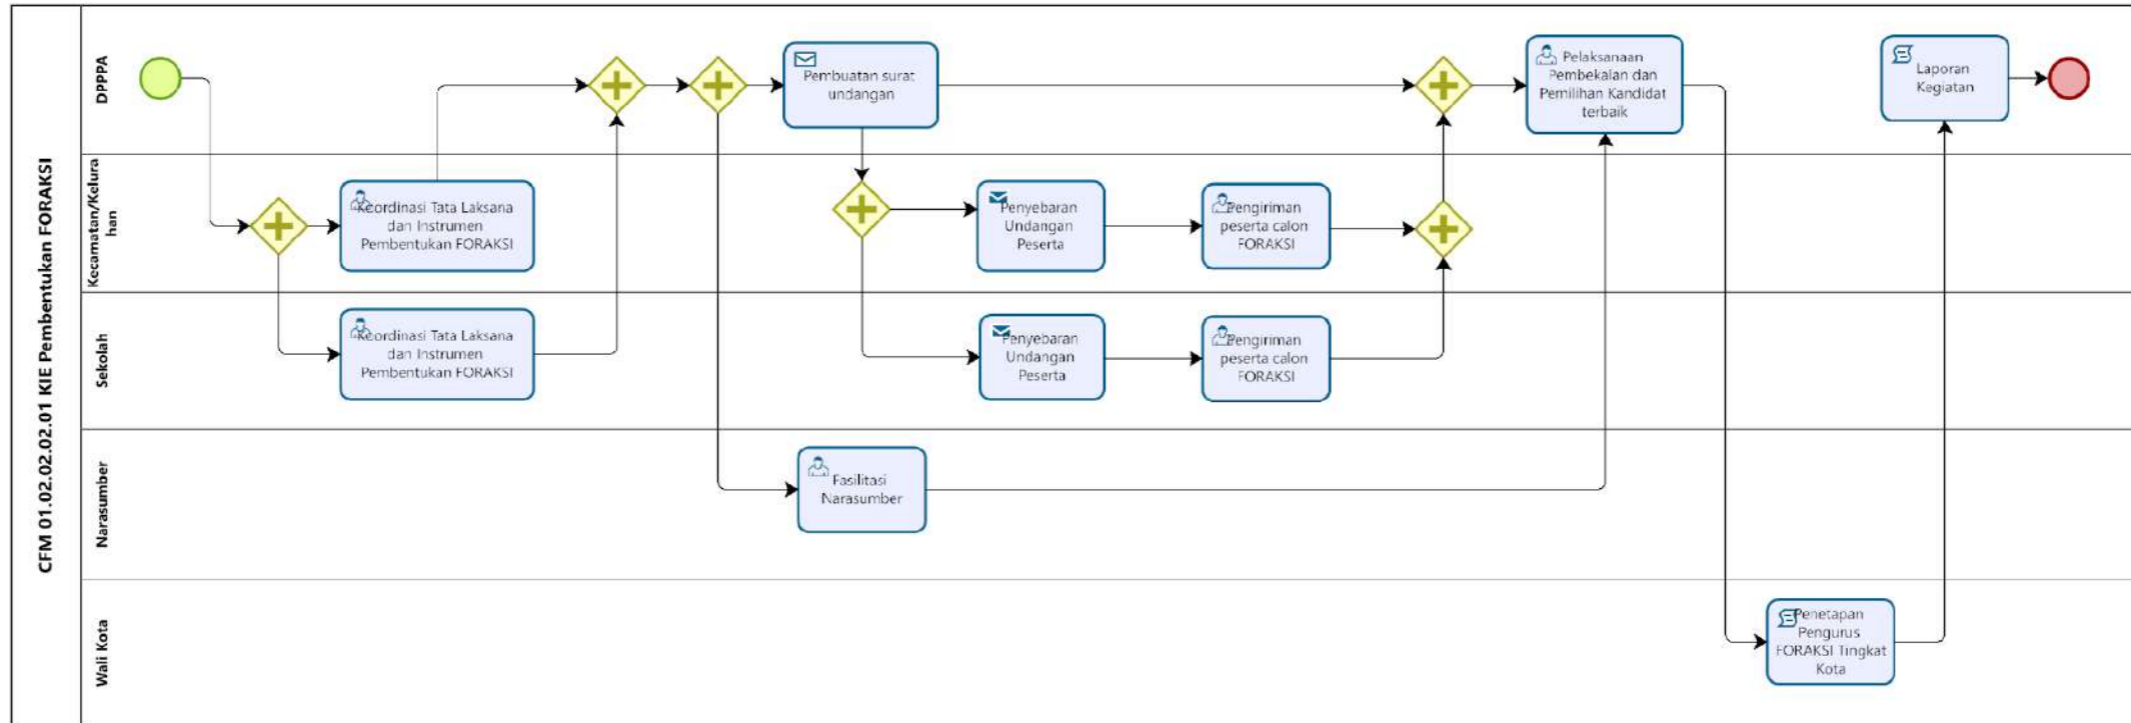 CFM 01.02.02.02.01 KIE Pembentukan FORAKSI
DPPPA
Pembuatan surat
undangan
Pelaksanaan
Pembekalan dan
Pemilihan Kandidat
terbaik
Laporan
Kegiatan
Kecamatan/Kelura
han
Koordinasi Tata Laksana
dan Instrumen
Pembentukan FORAKSI
Penyebaran
Undangan
Peserta
Pengiriman
peserta calon
FORAKSI
Sekolah
Koordinasi Tata Laksana
dan Instrumen
Pembentukan FORAKSI
Penyebaran
Undangan
Peserta
Pengiriman
peserta calon
FORAKSI
Narasumber
Fasilitasi
Narasumber
Wali Kota
Penetapan
Pengurus
FORAKSI Tingkat
Kota